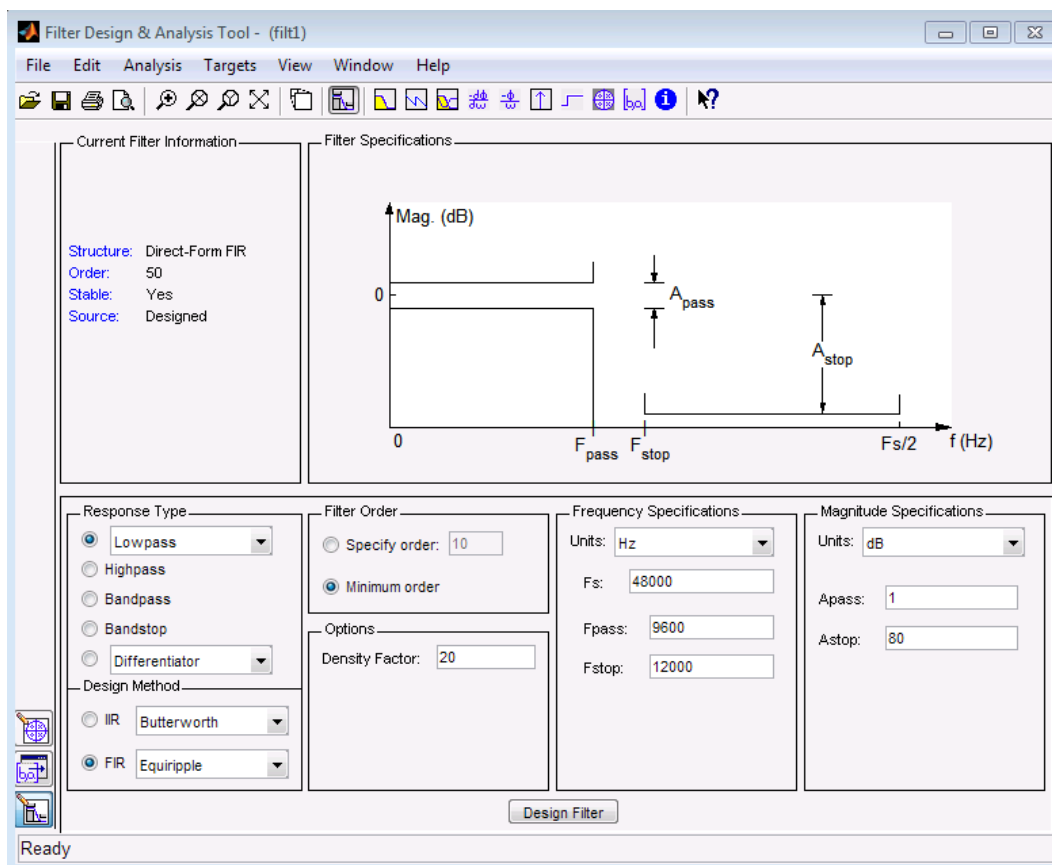 Filter Design & Analysis Tool - (filt1)
File Edit Analysis Targets View Window Help
Current Filter Information
Structure: Direct-Form FIR
Order: 50
Stable: Yes
Source: Designed
Filter Specifications
Mag. (dB)
0
Apass
Astop
0
Fpass
Fstop
Fs/2
f (Hz)
Response Type
Lowpass
Highpass
Bandpass
Bandstop
Differentiator
Design Method
IIR Butterworth
FIR Equiripple
Filter Order
Specify order: 10
Minimum order
Options
Density Factor: 20
Frequency Specifications
Units: Hz
Fs: 48000
Fpass: 9600
Fstop: 12000
Magnitude Specifications
Units: dB
Apass: 1
Astop: 80
Design Filter
Ready